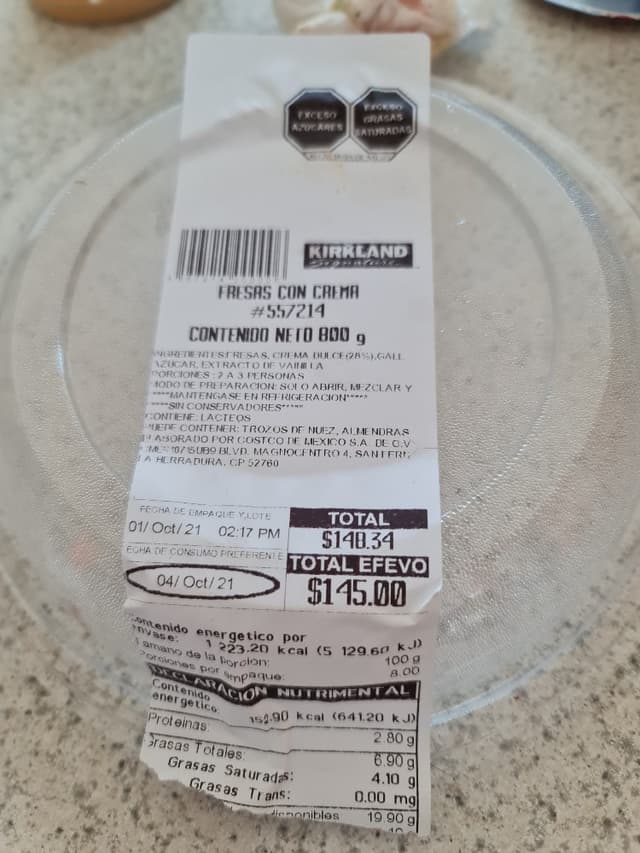 EXCESO AZÚCARES
EXCESO GRASAS SATURADAS
KIRKLAND
Signature
FRESAS CON CREMA
#557214
CONTENIDO NETO 800 g
INGREDIENTES FRESAS, CREMA DULCE(28%),GALL
AZUCAR, EXTRACTO DE VAINILLA
PORCIONES : 2 A 3 PERSONAS
MODO DE PREPARACION: SOLO ABRIR, MEZCLAR Y
****MANTENGASE EN REFRIGERACION*****
****SIN CONSERVADORES*****
CONTIENE: LACTEOS
PUEDE CONTENER: TROZOS DE NUEZ, ALMENDRAS
ELABORADO POR COSTCO DE MEXICO S.A. DE C.V
BLVD. MAGNOCENTRO 4, SAN FER
LA HERRADURA, CP 52760
FECHA DE EMPAQUE Y LOTE
01/ Oct/ 21 02:17 PM
FECHA DE CONSUMO PREFERENTE
04/ Oct/ 21
TOTAL
$148.34
TOTAL EFEVO
$145.00
Contenido energetico por
envase: 1 223.20 kcal (5 129.60 kJ)
Tamano de la Porcion: 100 g
Porciones por empaque: 8.00
DECLARACION NUTRIMENTAL
Contenido
energetico: kcal (641.20 kJ)
Proteinas: 2.80 g
Grasas Totales: 6.90 g
Grasas Saturadas: 4.10 g
Grasas Trans: 0.00 mg
19.90 g